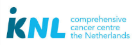 iKNL
comprehensive
cancer centre
the Netherlands